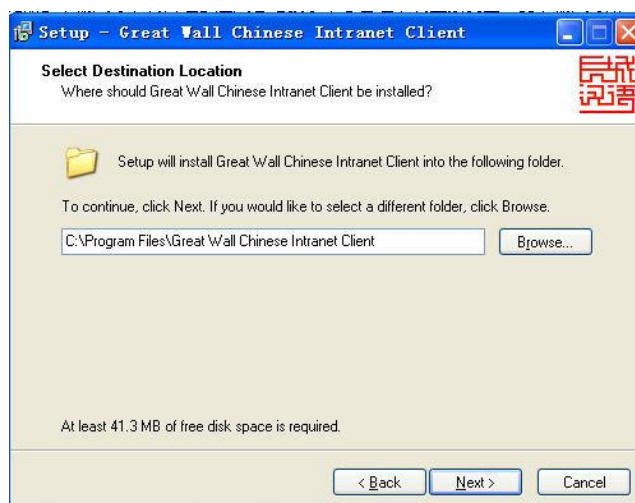 Setup - Great Wall Chinese Intranet Client
Select Destination Location
Where should Great Wall Chinese Intranet Client be installed?
Setup will install Great Wall Chinese Intranet Client into the following folder.
To continue, click Next. If you would like to select a different folder, click Browse.
C:\Program Files\Great Wall Chinese Intranet Client
Browse...
At least 41.3 MB of free disk space is required.
< Back
Next >
Cancel